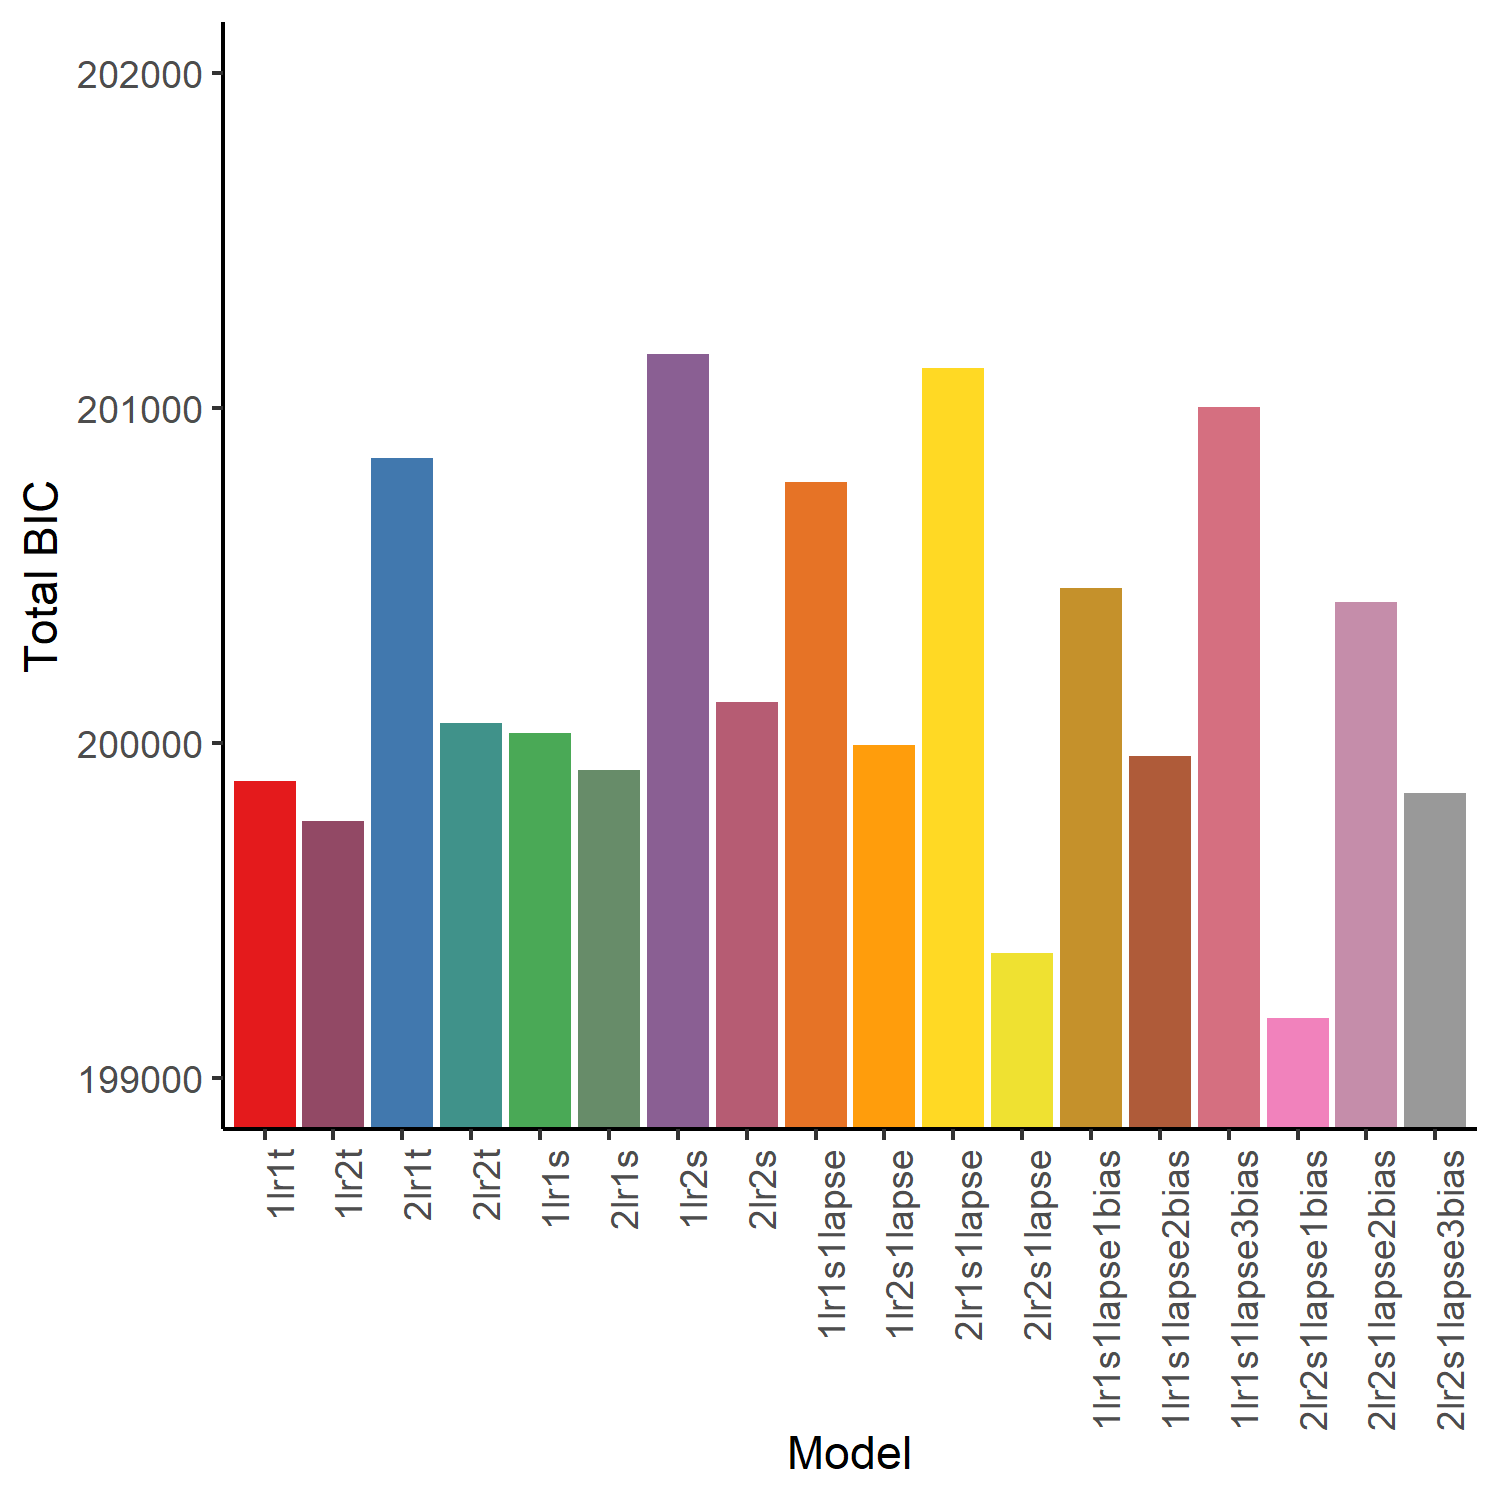 202000
201000
200000
199000
Total BIC
1lr1t
1lr2t
2lr1t
2lr2t
1lr1s
2lr1s
1lr2s
2lr2s
1lr1s1lapse
1lr2s1lapse
2lr1s1lapse
2lr2s1lapse
1lr1s1lapse1bias
1lr1s1lapse2bias
1lr1s1lapse3bias
2lr2s1lapse1bias
2lr2s1lapse2bias
2lr2s1lapse3bias
Model